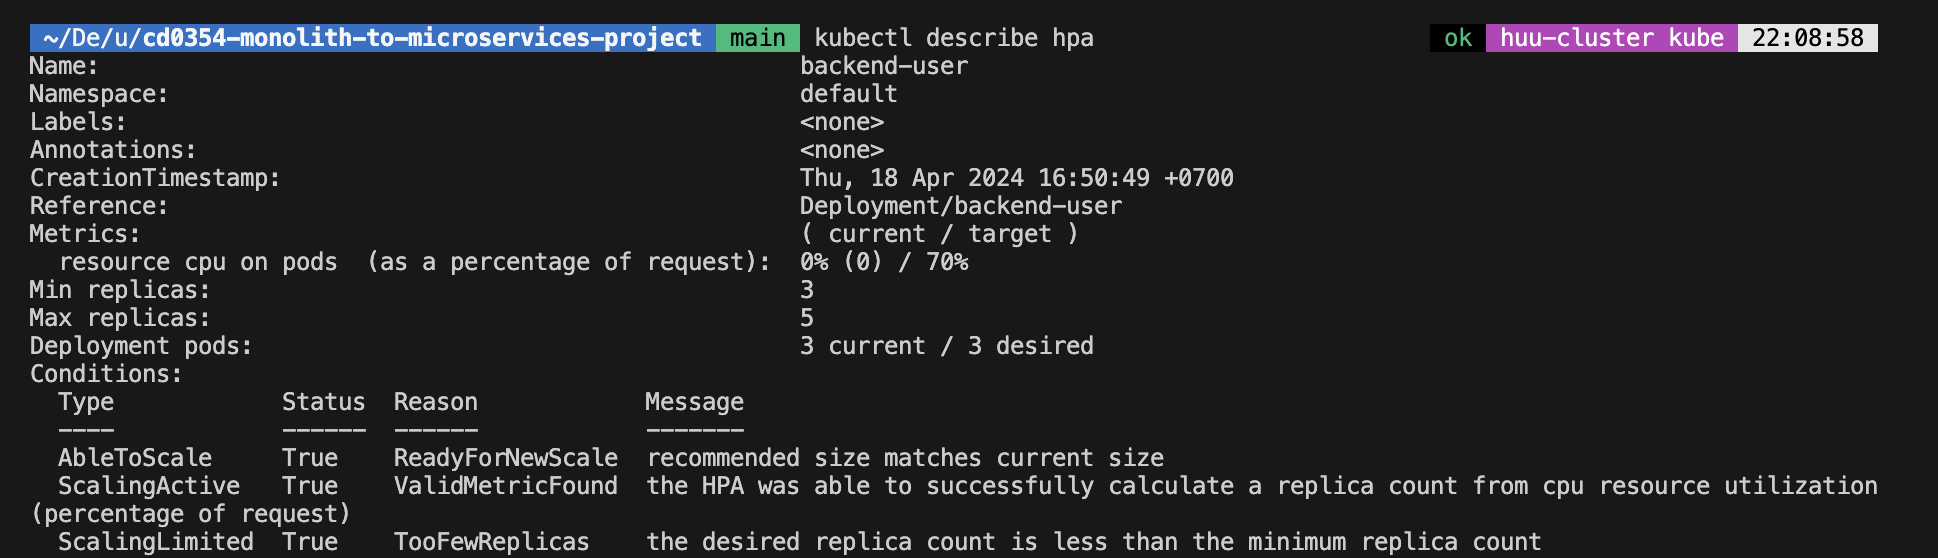 ~/De/u/cd0354-monolith-to-microservices-project main kubectl describe hpa ok huu-cluster kube 22:08:58
Name: backend-user
Namespace: default
Labels: <none>
Annotations: <none>
CreationTimestamp: Thu, 18 Apr 2024 16:50:49 +0700
Reference: Deployment/backend-user
Metrics: ( current / target )
  resource cpu on pods  (as a percentage of request):  0% (0) / 70%
Min replicas: 3
Max replicas: 5
Deployment pods: 3 current / 3 desired
Conditions:
  Type            Status  Reason            Message
  ----            ------  ------            -------
  AbleToScale     True    ReadyForNewScale  recommended size matches current size
  ScalingActive   True    ValidMetricFound  the HPA was able to successfully calculate a replica count from cpu resource utilization
(percentage of request)
  ScalingLimited  True    TooFewReplicas    the desired replica count is less than the minimum replica count